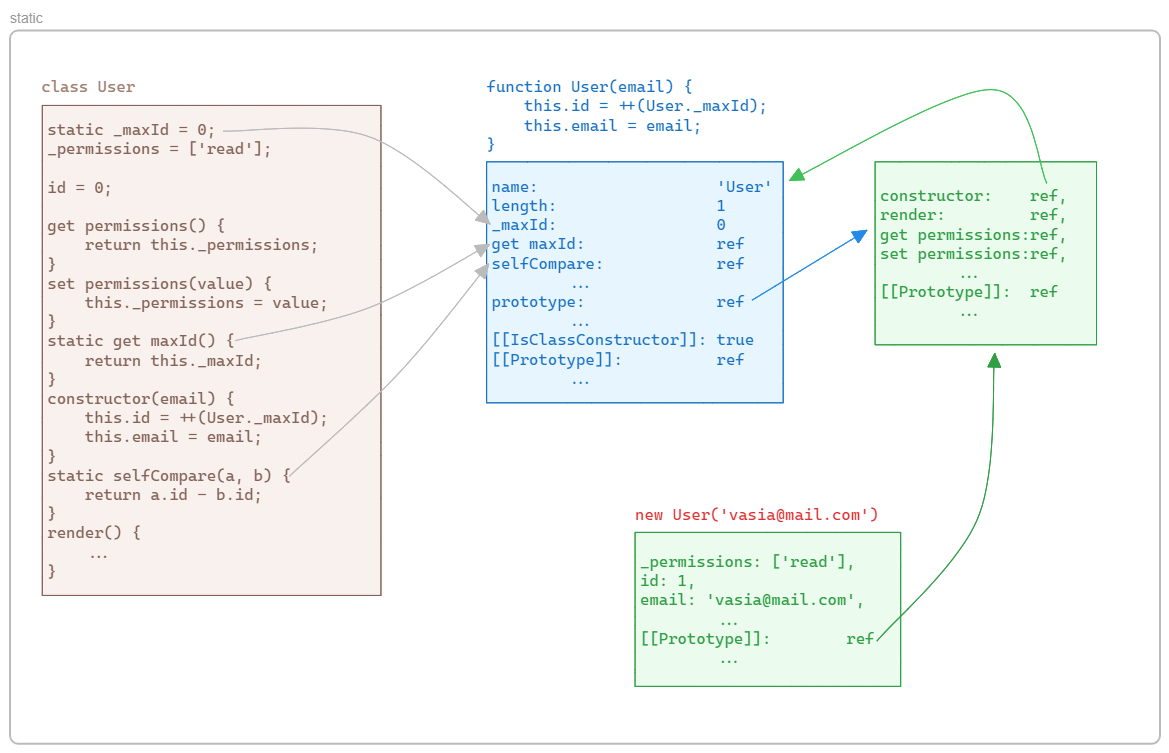 static
class User
static _maxId = 0;
_permissions = ['read'];
id = 0;
get permissions() {
    return this._permissions;
}
set permissions(value) {
    this._permissions = value;
}
static get maxId() {
    return this._maxId;
}
constructor(email) {
    this.id = ++(User._maxId);
    this.email = email;
}
static selfCompare(a, b) {
    return a.id - b.id;
}
render() {
    ...
}
function User(email) {
    this.id = ++(User._maxId);
    this.email = email;
}
name: 'User'
length: 1
_maxId: 0
get maxId: ref
selfCompare: ref
...
prototype: ref
...
[[IsClassConstructor]]: true
[[Prototype]]: ref
...
constructor: ref,
render: ref,
get permissions:ref,
set permissions:ref,
...
[[Prototype]]: ref
...
new User('vasia@mail.com')
_permissions: ['read'],
id: 1,
email: 'vasia@mail.com',
...
[[Prototype]]: ref
...